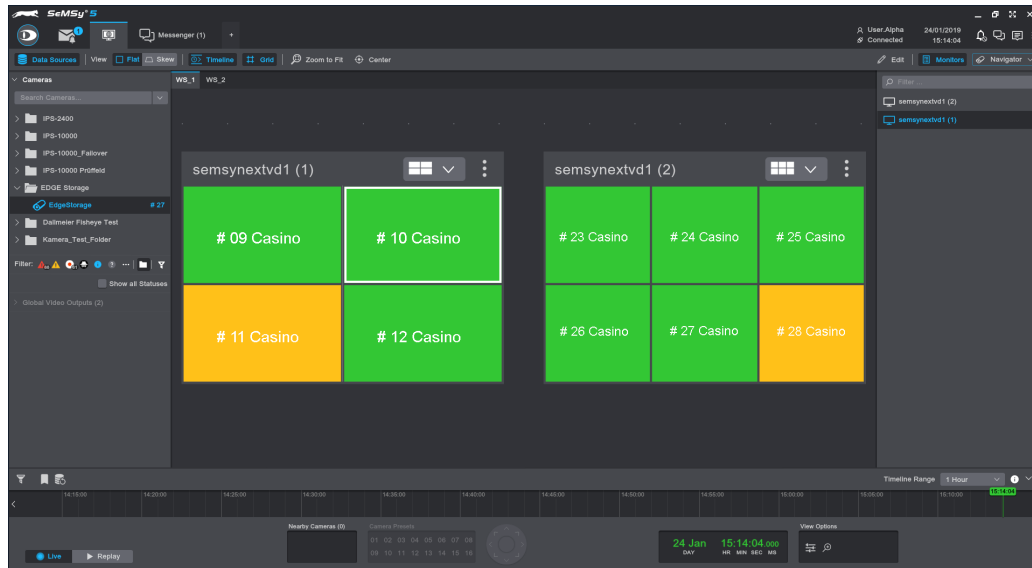 SeMSy® 5
Messenger (1)
+
User.Alpha
Connected
24/01/2019
15:14:04
Data Sources
View
Flat
Skew
Timeline
Grid
Zoom to Fit
Center
Edit
Monitors
Navigator
Cameras
Search Cameras...
IPS-2400
IPS-10000
IPS-10000_Failover
IPS-10000 Prüffeld
EDGE Storage
EdgeStorage
# 27
Dallmeier Fisheye Test
Kamera_Test_Folder
Filter:
Show all Statuses
Global Video Outputs (2)
WS_1
WS_2
semsynextvd1 (1)
# 09 Casino
# 10 Casino
# 11 Casino
# 12 Casino
semsynextvd1 (2)
# 23 Casino
# 24 Casino
# 25 Casino
# 26 Casino
# 27 Casino
# 28 Casino
Filter ...
semsynextvd1 (2)
semsynextvd1 (1)
Timeline Range
1 Hour
14:15:00
14:20:00
14:25:00
14:30:00
14:35:00
14:40:00
14:45:00
14:50:00
14:55:00
15:00:00
15:05:00
15:10:00
15:14:04
Live
Replay
Nearby Cameras (0)
Camera Presets
01 02 03 04 05 06 07 08
09 10 11 12 13 14 15 16
24 Jan 15:14:04.000
DAY HR MIN SEC MS
View Options